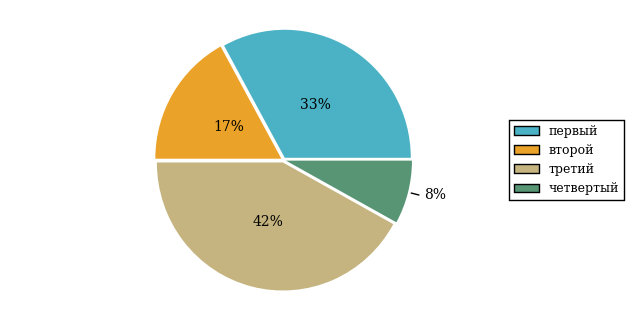 33%
17%
8%
42%
первый
второй
третий
четвертый